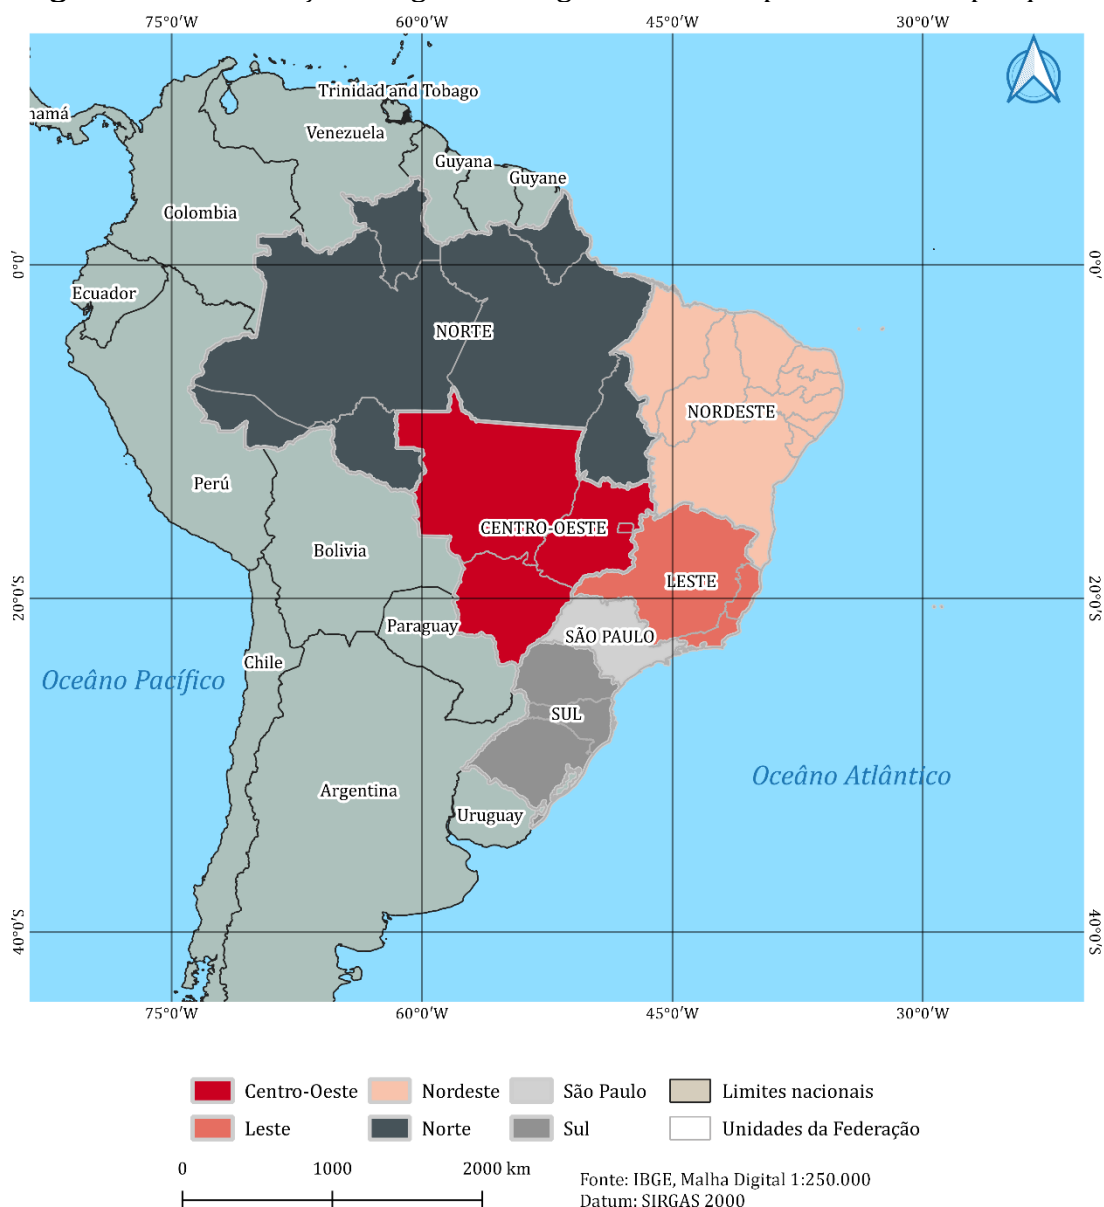 75°0'W 60°0'W 45°0'W 30°0'W
Trinidad and Tobago
namá
Venezuela
Guyana
Guyane
Colombia
0°0' 0°0'
Ecuador
NORTE
NORDESTE
Perú
CENTRO-OESTE
Bolivia
LESTE
20°0'S 20°0'S
Paraguay
SÃO PAULO
Chile
Oceâno Pacífico
SUL
Oceâno Atlântico
Argentina
Uruguay
40°0'S 40°0'S
75°0'W 60°0'W 45°0'W 30°0'W
Centro-Oeste Nordeste São Paulo Limites nacionais
Leste Norte Sul Unidades da Federação
0 1000 2000 km
Fonte: IBGE, Malha Digital 1:250.000
Datum: SIRGAS 2000